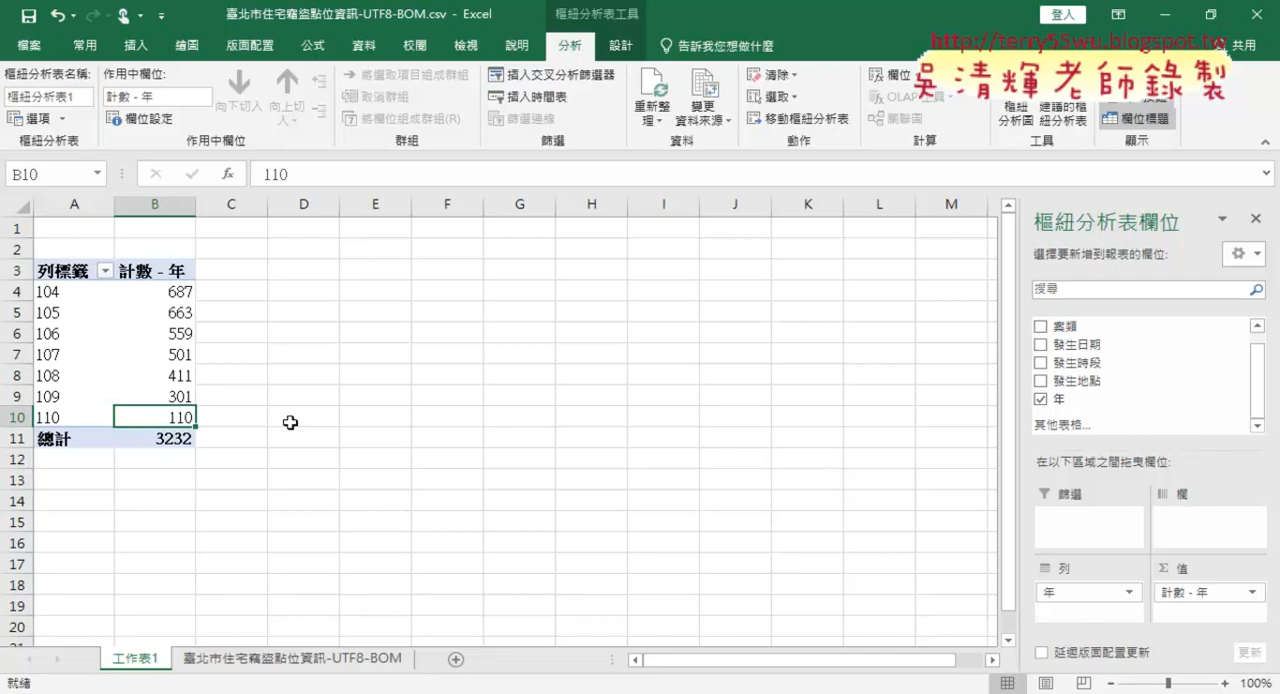 臺北市住宅竊盜點位資訊-UTF8-BOM.csv - Excel
樞紐分析表工具
登入
檔案 常用 插入 繪圖 版面配置 公式 資料 校閱 檢視 說明 分析 設計 告訴我您想做什麼 共用
http://terry55wu.blogspot.tw
吳清輝老師錄製
樞紐分析表名稱:
樞紐分析表1
選項
樞紐分析表
作用中欄位:
計數 - 年
欄位設定
向下切入
向上切入
作用中欄位
將選取項目組成群組
取消群組
將欄位組成群組(R)
群組
插入交叉分析篩選器
插入時間表
篩選連線
篩選
重新整理
變更資料來源
資料
清除
選取
移動樞紐分析表
動作
欄位
OLAP
關聯圖
計算
樞紐分析圖
建議的樞紐分析表
工具
欄位標題
顯示
B10
fx
110
A B C D E F G H I J K L M
1
2
3 列標籤 計數 - 年
4 104 687
5 105 663
6 106 559
7 107 501
8 108 411
9 109 301
10 110 110
11 總計 3232
12
13
14
15
16
17
18
19
20
樞紐分析表欄位
選擇要新增到報表的欄位:
搜尋
案類
發生日期
發生時段
發生地點
年
其他表格...
在以下區域之間拖曳欄位:
篩選 欄
列 Σ 值
年 計數 - 年
延遲版面配置更新 更新
工作表1 臺北市住宅竊盜點位資訊-UTF8-BOM
就緒 100%